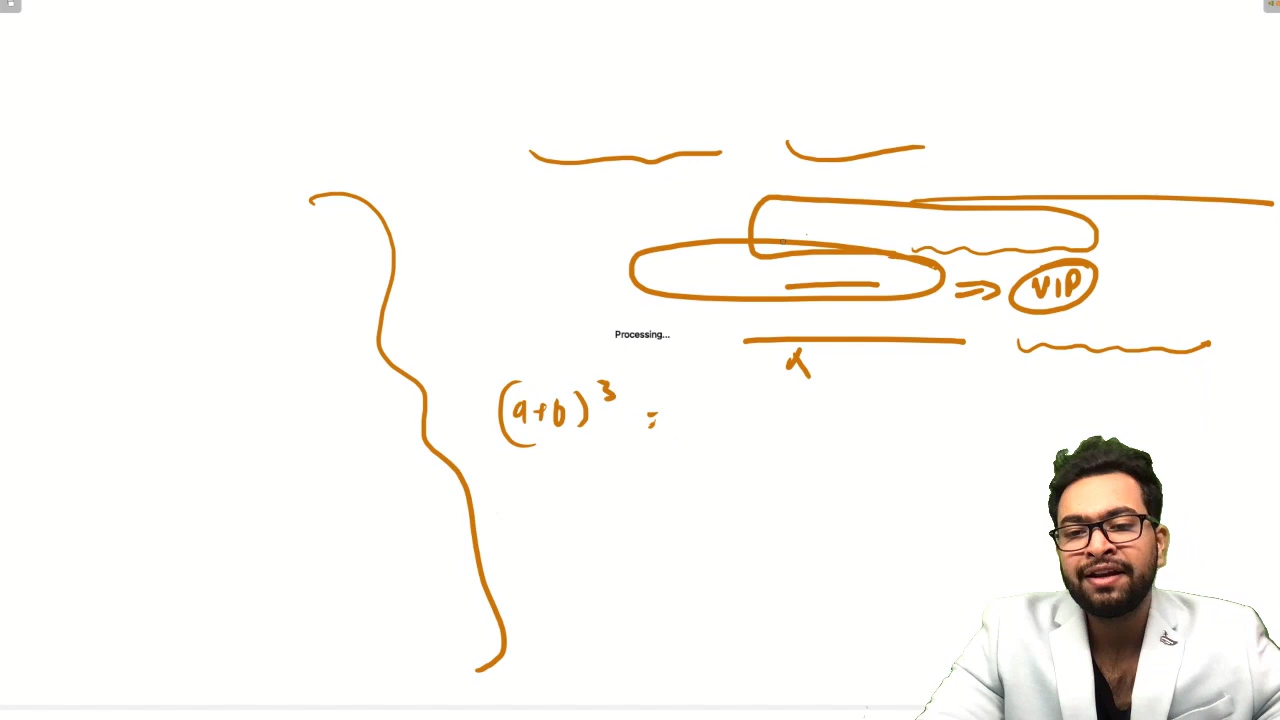 ⇒ VIP
Processing...
(a+b)³ =